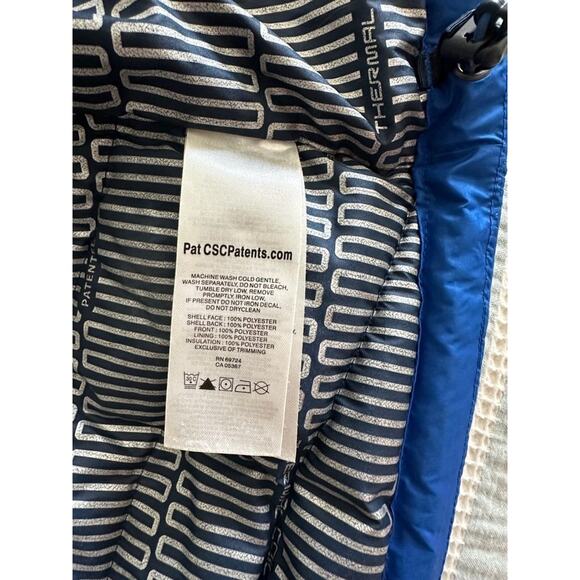 THERMAL
PATENT
Pat CSCPatents.com
MACHINE WASH COLD GENTLE,
WASH SEPARATELY, DO NOT BLEACH,
TUMBLE DRY LOW, REMOVE
PROMPTLY, IRON LOW,
IF PRESENT DO NOT IRON DECAL,
DO NOT DRYCLEAN
SHELL FACE : 100% POLYESTER
SHELL BACK : 100% POLYESTER
FRONT : 100% POLYESTER
LINING : 100% POLYESTER
INSULATION : 100% POLYESTER
EXCLUSIVE OF TRIMMING
RN 69724
CA 05367